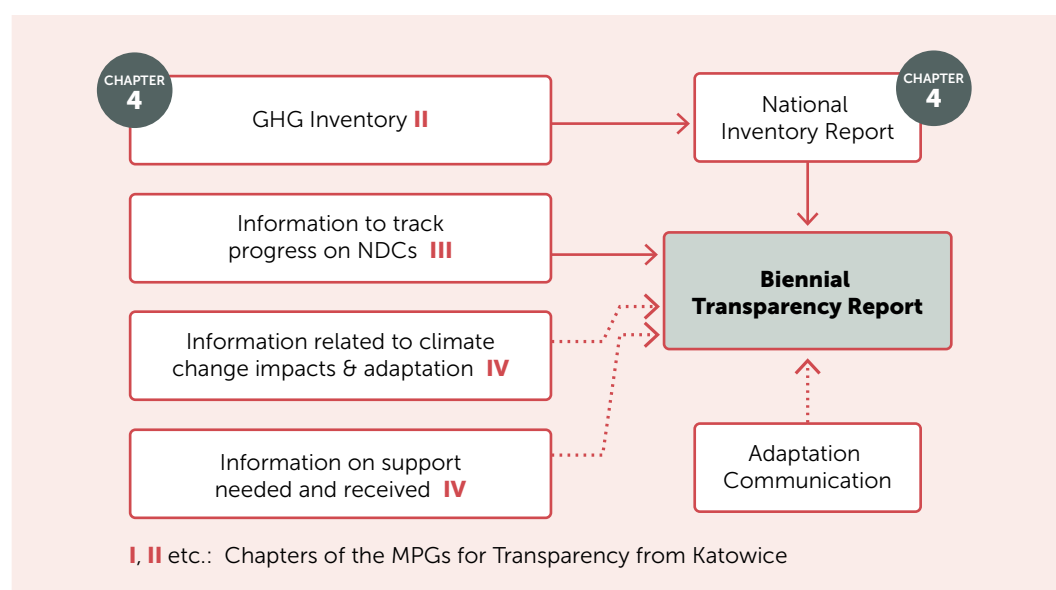 CHAPTER
4
GHG Inventory II
National
Inventory Report
CHAPTER
4
Information to track
progress on NDCs III
Biennial
Transparency Report
Information related to climate
change impacts & adaptation IV
Information on support
needed and received IV
Adaptation
Communication
I, II etc.: Chapters of the MPGs for Transparency from Katowice